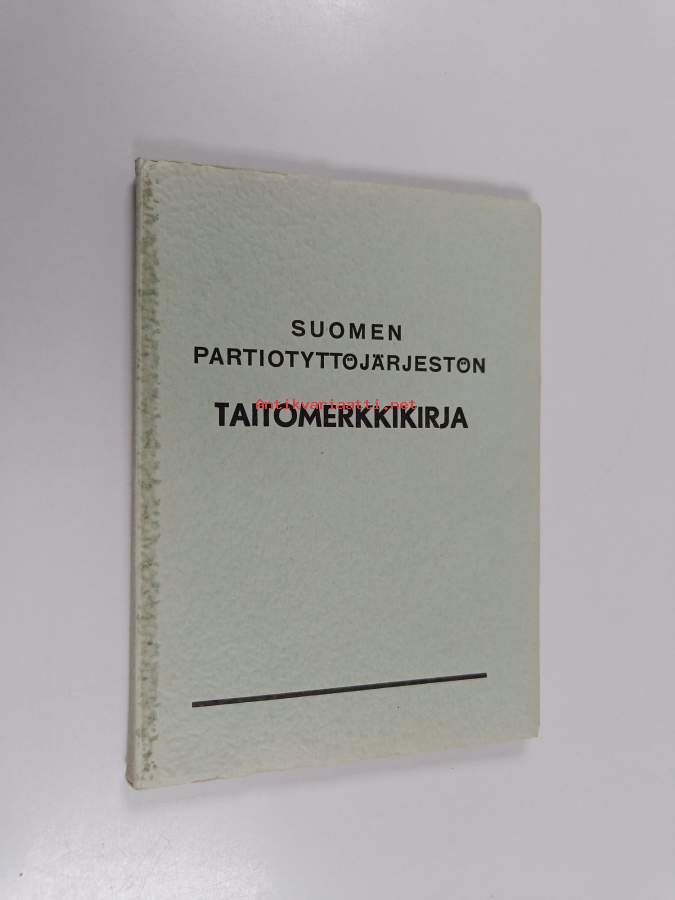 SUOMEN
PARTIOTYTTÖJÄRJESTÖN
antikvariaatti.net
TAITOMERKKIKIRJA